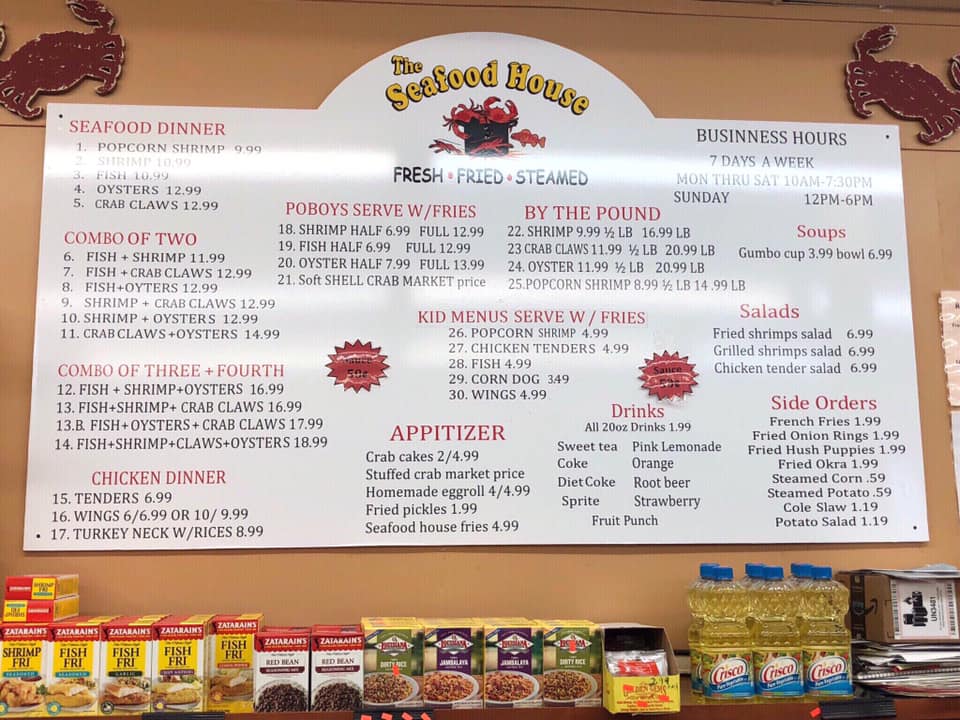 The Seafood House
FRESH • FRIED • STEAMED
SEAFOOD DINNER
1. POPCORN SHRIMP 9.99
2. SHRIMP 10.99
3. FISH 10.99
4. OYSTERS 12.99
5. CRAB CLAWS 12.99
COMBO OF TWO
6. FISH + SHRIMP 11.99
7. FISH + CRAB CLAWS 12.99
8. FISH+OYTERS 12.99
9. SHRIMP + CRAB CLAWS 12.99
10. SHRIMP + OYSTERS 12.99
11. CRAB CLAWS +OYSTERS 14.99
COMBO OF THREE + FOURTH
12. FISH + SHRIMP+OYSTERS 16.99
13. FISH+SHRIMP+ CRAB CLAWS 16.99
13.B. FISH+OYSTERS + CRAB CLAWS 17.99
14. FISH+SHRIMP+CLAWS+OYSTERS 18.99
CHICKEN DINNER
15. TENDERS 6.99
16. WINGS 6/6.99 OR 10/ 9.99
17. TURKEY NECK W/RICES 8.99
POBOYS SERVE W/FRIES
18. SHRIMP HALF 6.99 FULL 12.99
19. FISH HALF 6.99 FULL 12.99
20. OYSTER HALF 7.99 FULL 13.99
21. Soft SHELL CRAB MARKET price
BY THE POUND
22. SHRIMP 9.99 ½ LB 16.99 LB
23 CRAB CLAWS 11.99 ½ LB 20.99 LB
24. OYSTER 11.99 ½ LB 20.99 LB
25.POPCORN SHRIMP 8.99 ½ LB 14 .99 LB
KID MENUS SERVE W / FRIES
26. POPCORN SHRIMP 4.99
27. CHICKEN TENDERS 4.99
28. FISH 4.99
29. CORN DOG 3.49
30. WINGS 4.99
Sauce
50¢
Sauce
50¢
APPITIZER
Crab cakes 2/4.99
Stuffed crab market price
Homemade eggroll 4/4.99
Fried pickles 1.99
Seafood house fries 4.99
Drinks
All 20oz Drinks 1.99
Sweet tea Pink Lemonade
Coke Orange
Diet Coke Root beer
Sprite Strawberry
Fruit Punch
BUSINNESS HOURS
7 DAYS A WEEK
MON THRU SAT 10AM-7:30PM
SUNDAY 12PM-6PM
Soups
Gumbo cup 3.99 bowl 6.99
Salads
Fried shrimps salad 6.99
Grilled shrimps salad 6.99
Chicken tender salad 6.99
Side Orders
French Fries 1.99
Fried Onion Rings 1.99
Fried Hush Puppies 1.99
Fried Okra 1.99
Steamed Corn .59
Steamed Potato .59
Cole Slaw 1.19
Potato Salad 1.19
ZATARAIN'S
SHRIMP FRI
ZATARAIN'S
FISH FRI
ZATARAIN'S
FISH FRI
ZATARAIN'S
FISH FRI
ZATARAIN'S
FISH FRI
ZATARAIN'S
RED BEAN
ZATARAIN'S
RED BEAN
LOUISIANA
DIRTY RICE
LOUISIANA
JAMBALAYA
LOUISIANA
JAMBALAYA
LOUISIANA
DIRTY RICE
Crisco
Crisco
Crisco
UN3481